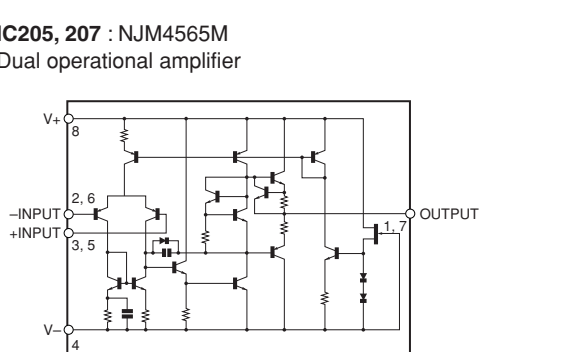 IC205, 207 : NJM4565M
Dual operational amplifier
V+
8
2, 6
–INPUT
+INPUT
3, 5
OUTPUT
1, 7
V–
4